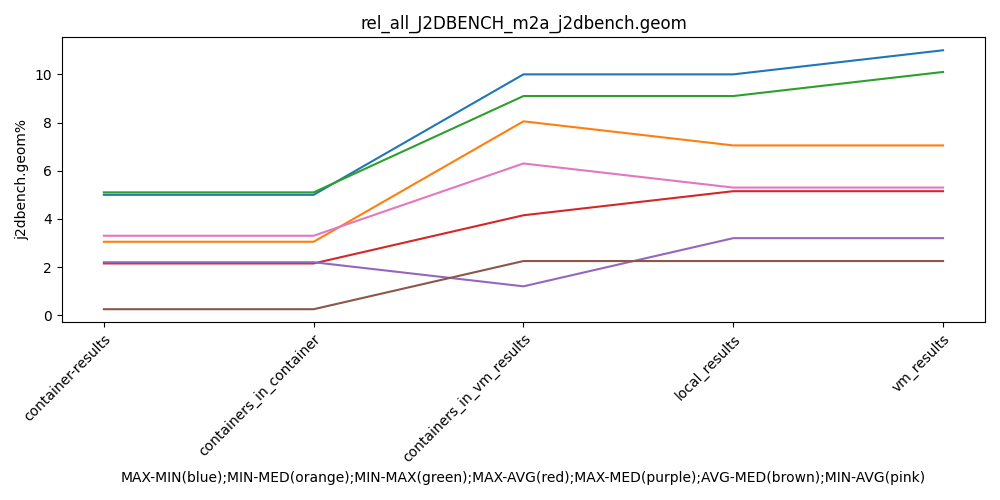 rel_all_J2DBENCH_m2a_j2dbench.geom
j2dbench.geom%
10
8
6
4
2
0
container-results
containers_in_container
containers_in_vm_results
local_results
vm_results
MAX-MIN(blue);MIN-MED(orange);MIN-MAX(green);MAX-AVG(red);MAX-MED(purple);AVG-MED(brown);MIN-AVG(pink)